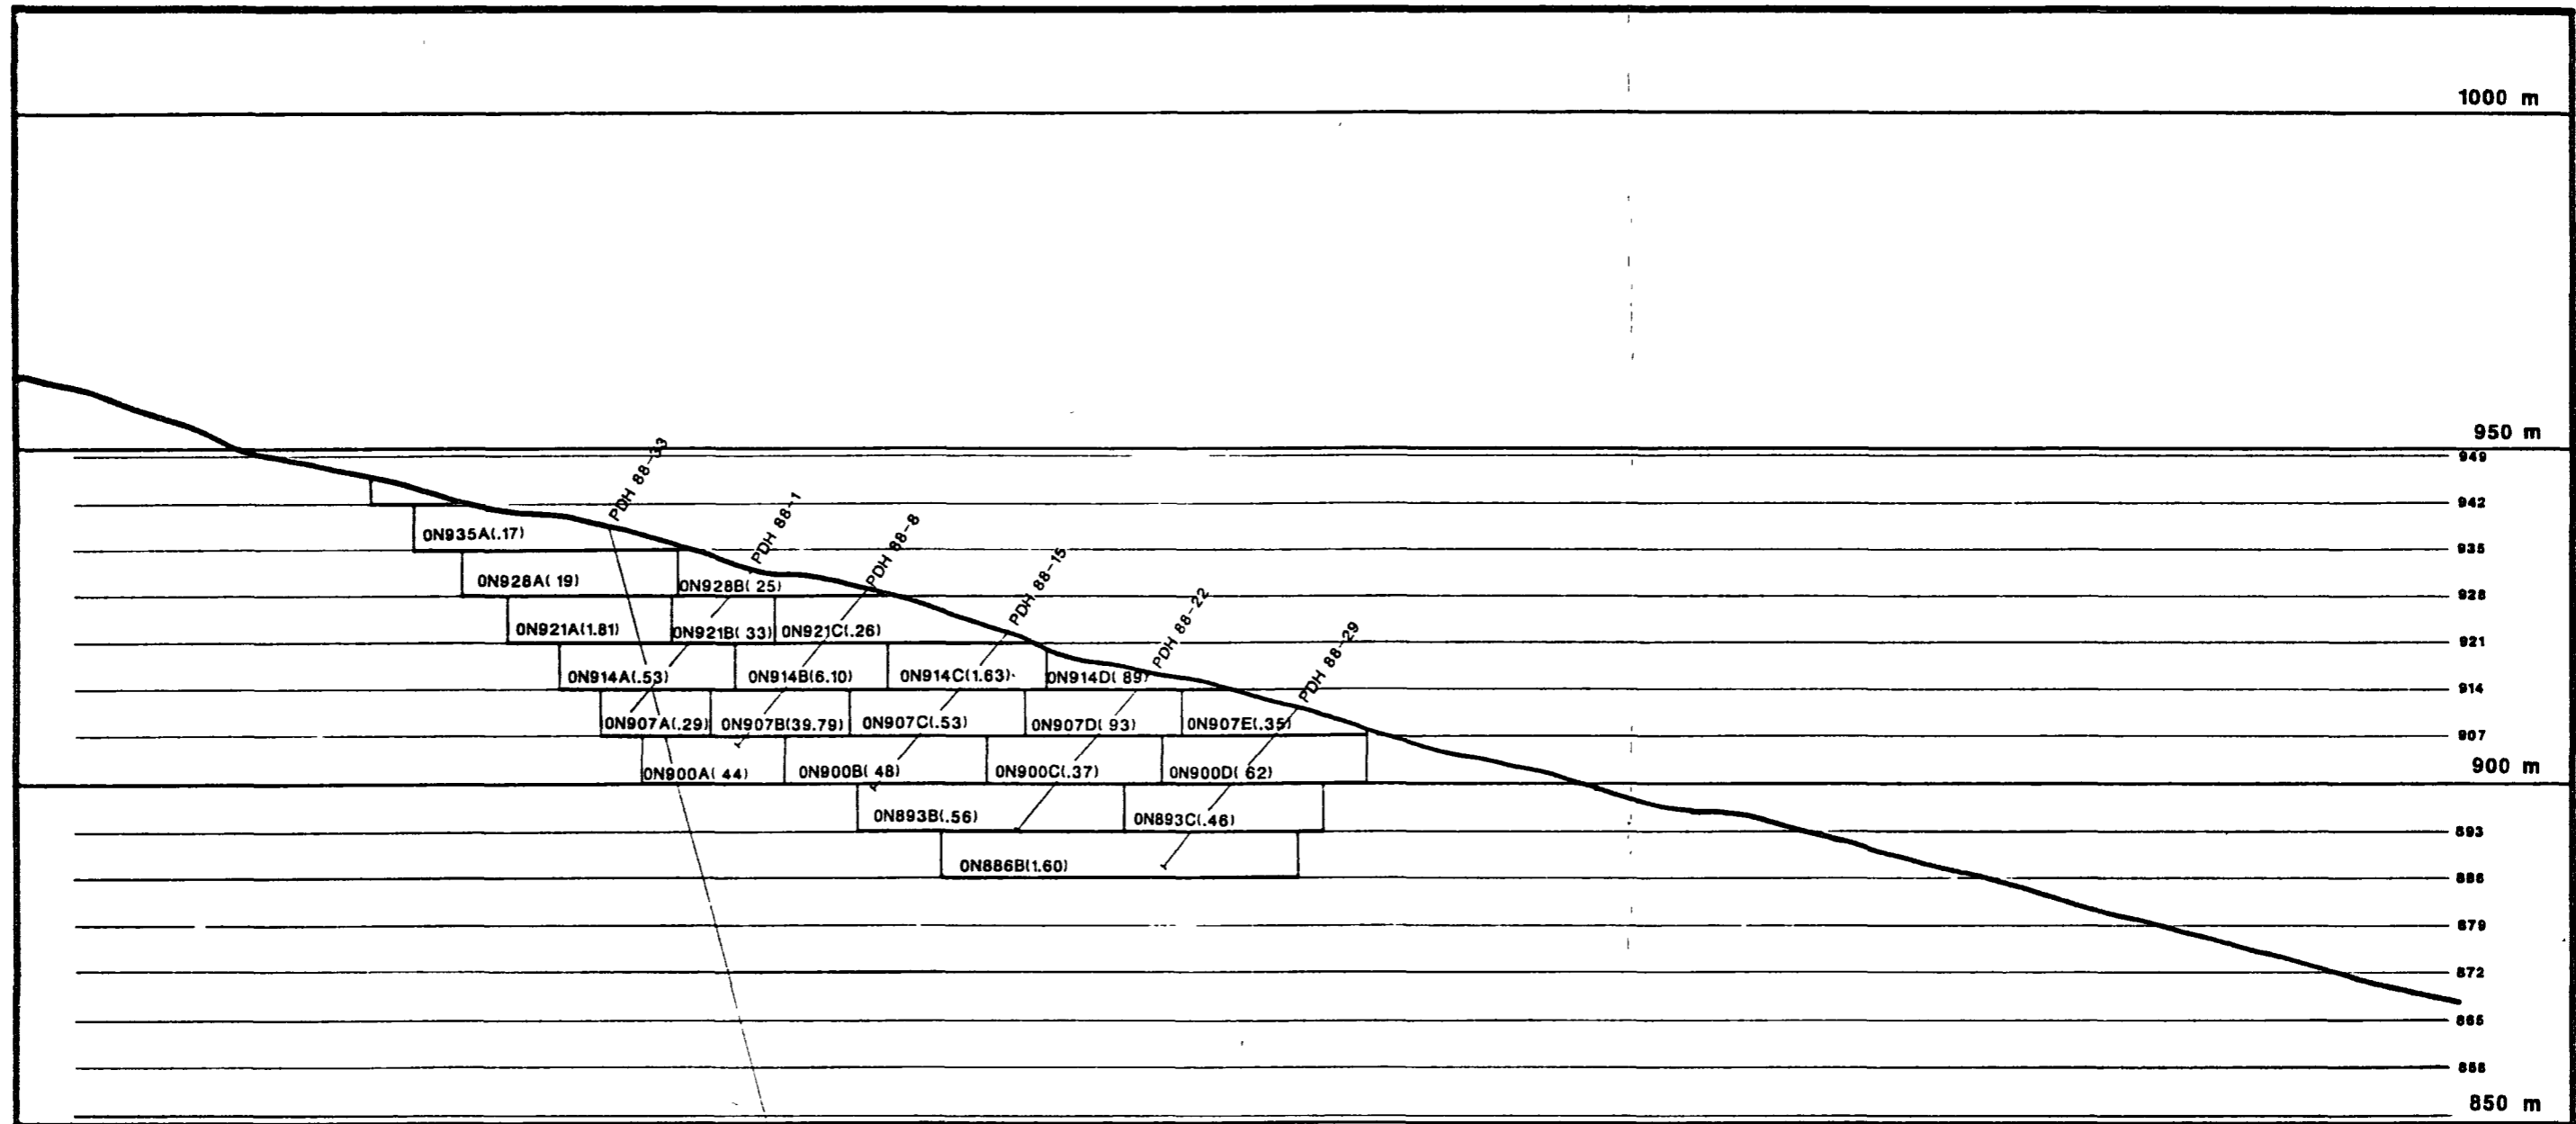 1000 m
950 m
949
PDH 88-33
942
PDH 88-1
0N935A(.17)
PDH 88-8
935
PDH 88-15
0N928A( 19)
0N928B( 25)
928
PDH 88-22
0N921A(1.81)
0N921B( 33)
0N921C(.26)
921
PDH 88-29
0N914A(.53)
0N914B(6.10)
0N914C(1.63)
0N914D( 89)
914
0N907A(.29)
0N907B(39.79)
0N907C(.53)
0N907D( 93)
0N907E(.35)
907
0N900A( 44)
0N900B( 48)
0N900C(.37)
0N900D( 62)
900 m
0N893B(.56)
0N893C(.46)
893
0N886B(1.60)
886
879
872
865
858
850 m